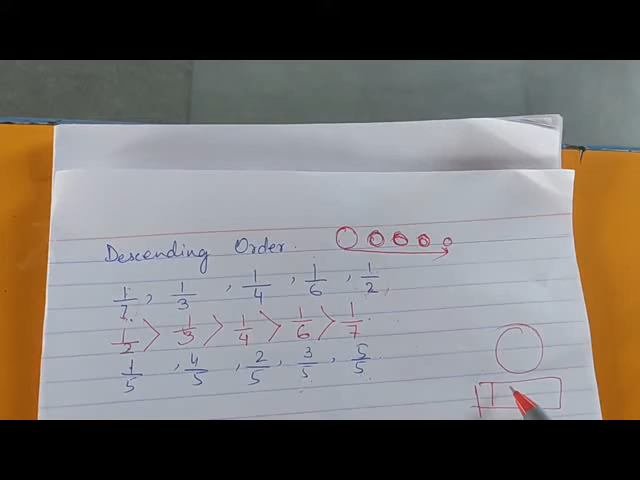 Descending Order.
1/7, 1/3, 1/4, 1/6, 1/2,
1/2 > 1/3 > 1/4 > 1/6 > 1/7.
1/5, 4/5, 2/5, 3/5, 5/5